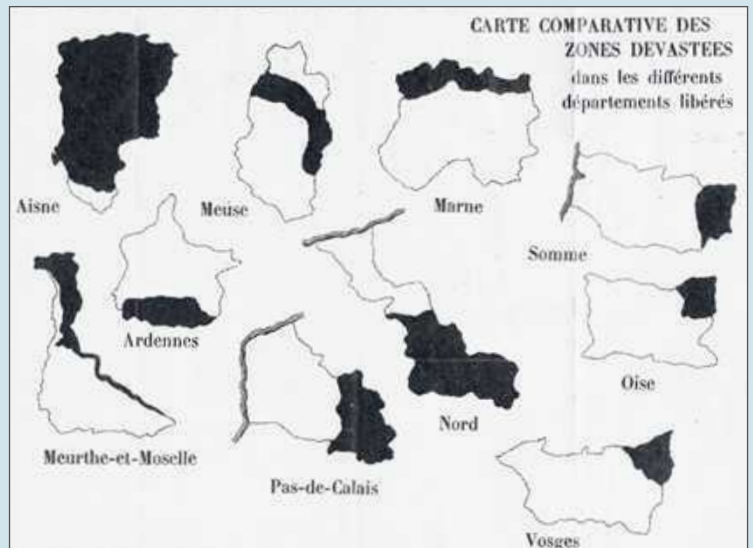 CARTE COMPARATIVE DES
ZONES DEVASTEES
dans les différents
départements libérés
Aisne
Meuse
Marne
Somme
Ardennes
Oise
Meurthe-et-Moselle
Pas-de-Calais
Nord
Vosges